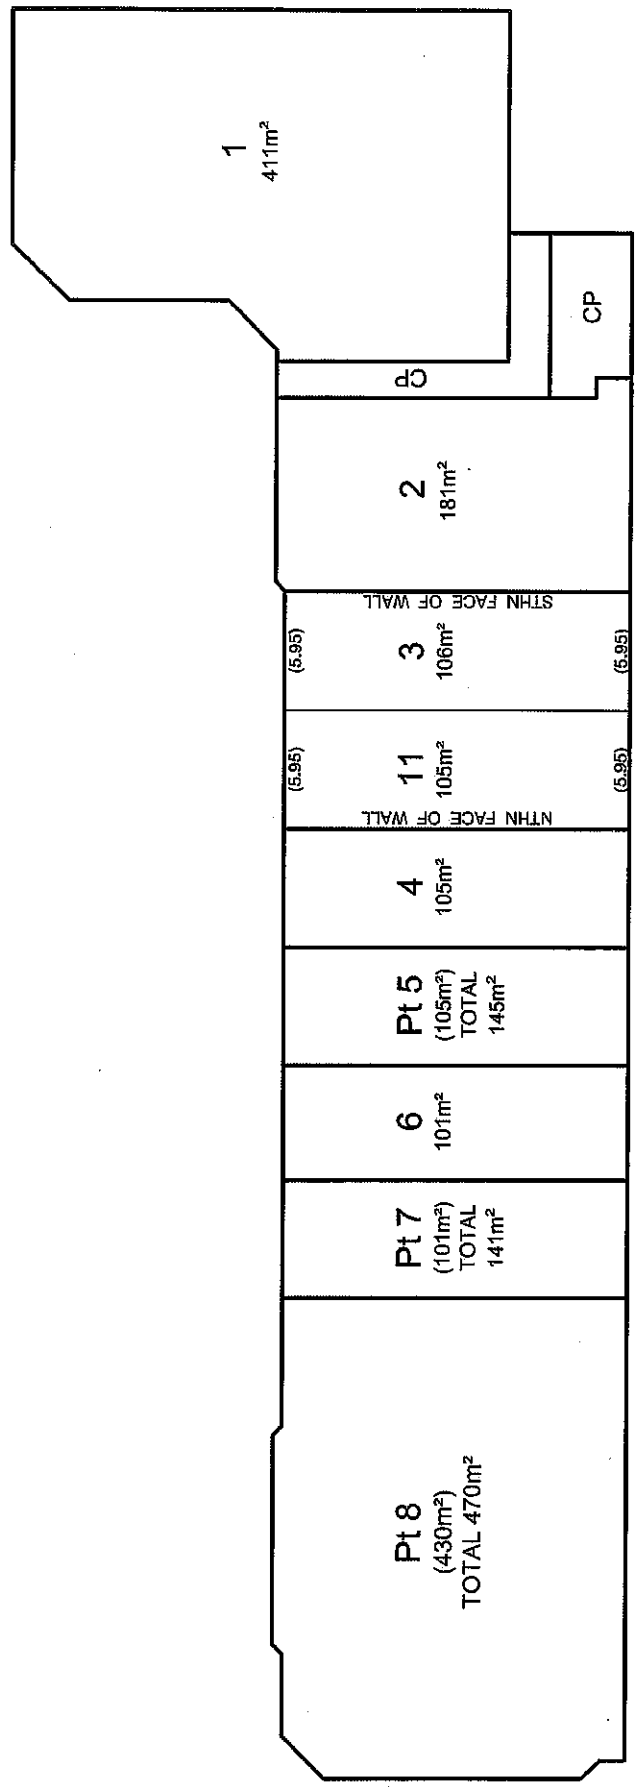 1
411m²
CP
CP
2
181m²
STHN FACE OF WALL
(5.95)
3
106m²
(5.95)
(5.95)
11
105m²
(5.95)
NTHN FACE OF WALL
4
105m²
Pt 5
(105m²)
TOTAL
145m²
6
101m²
Pt 7
(101m²)
TOTAL
141m²
Pt 8
(430m²)
TOTAL 470m²